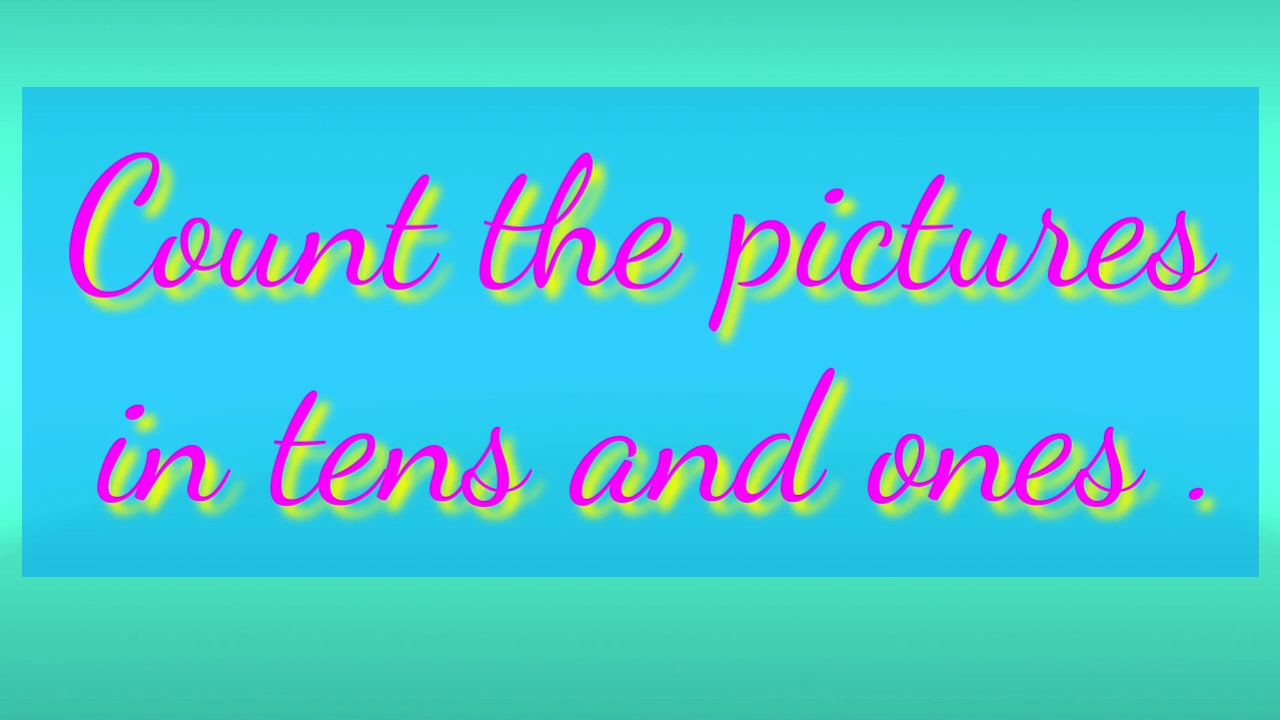 Count the pictures
in tens and ones .